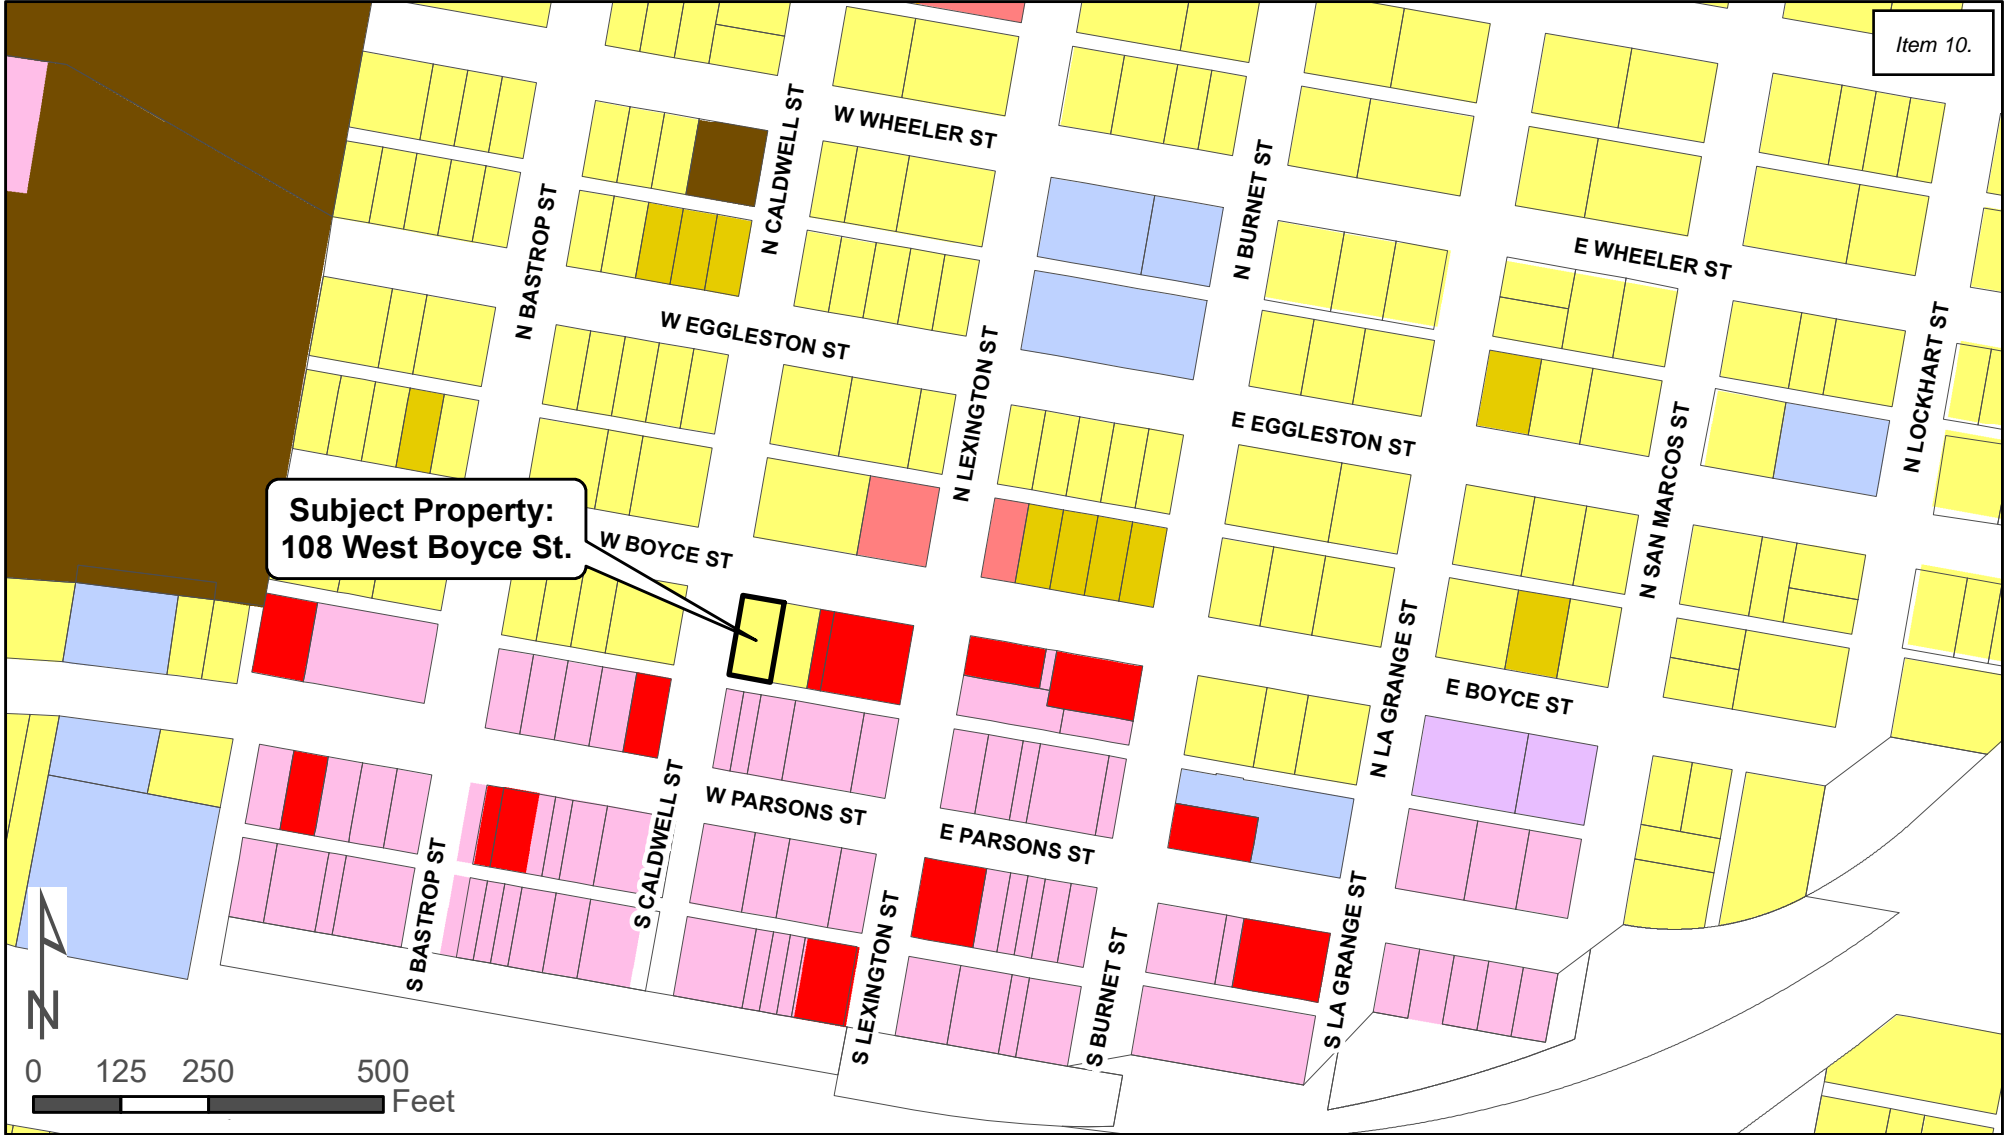 Item 10.
W WHEELER ST
N CALDWELL ST
N BURNET ST
N BASTROP ST
E WHEELER ST
W EGGLESTON ST
N LEXINGTON ST
N LOCKHART ST
E EGGLESTON ST
N SAN MARCOS ST
Subject Property:
108 West Boyce St.
W BOYCE ST
N LA GRANGE ST
E BOYCE ST
W PARSONS ST
S CALDWELL ST
E PARSONS ST
S BASTROP ST
S LEXINGTON ST
S BURNET ST
S LA GRANGE ST
N
0 125 250 500
Feet